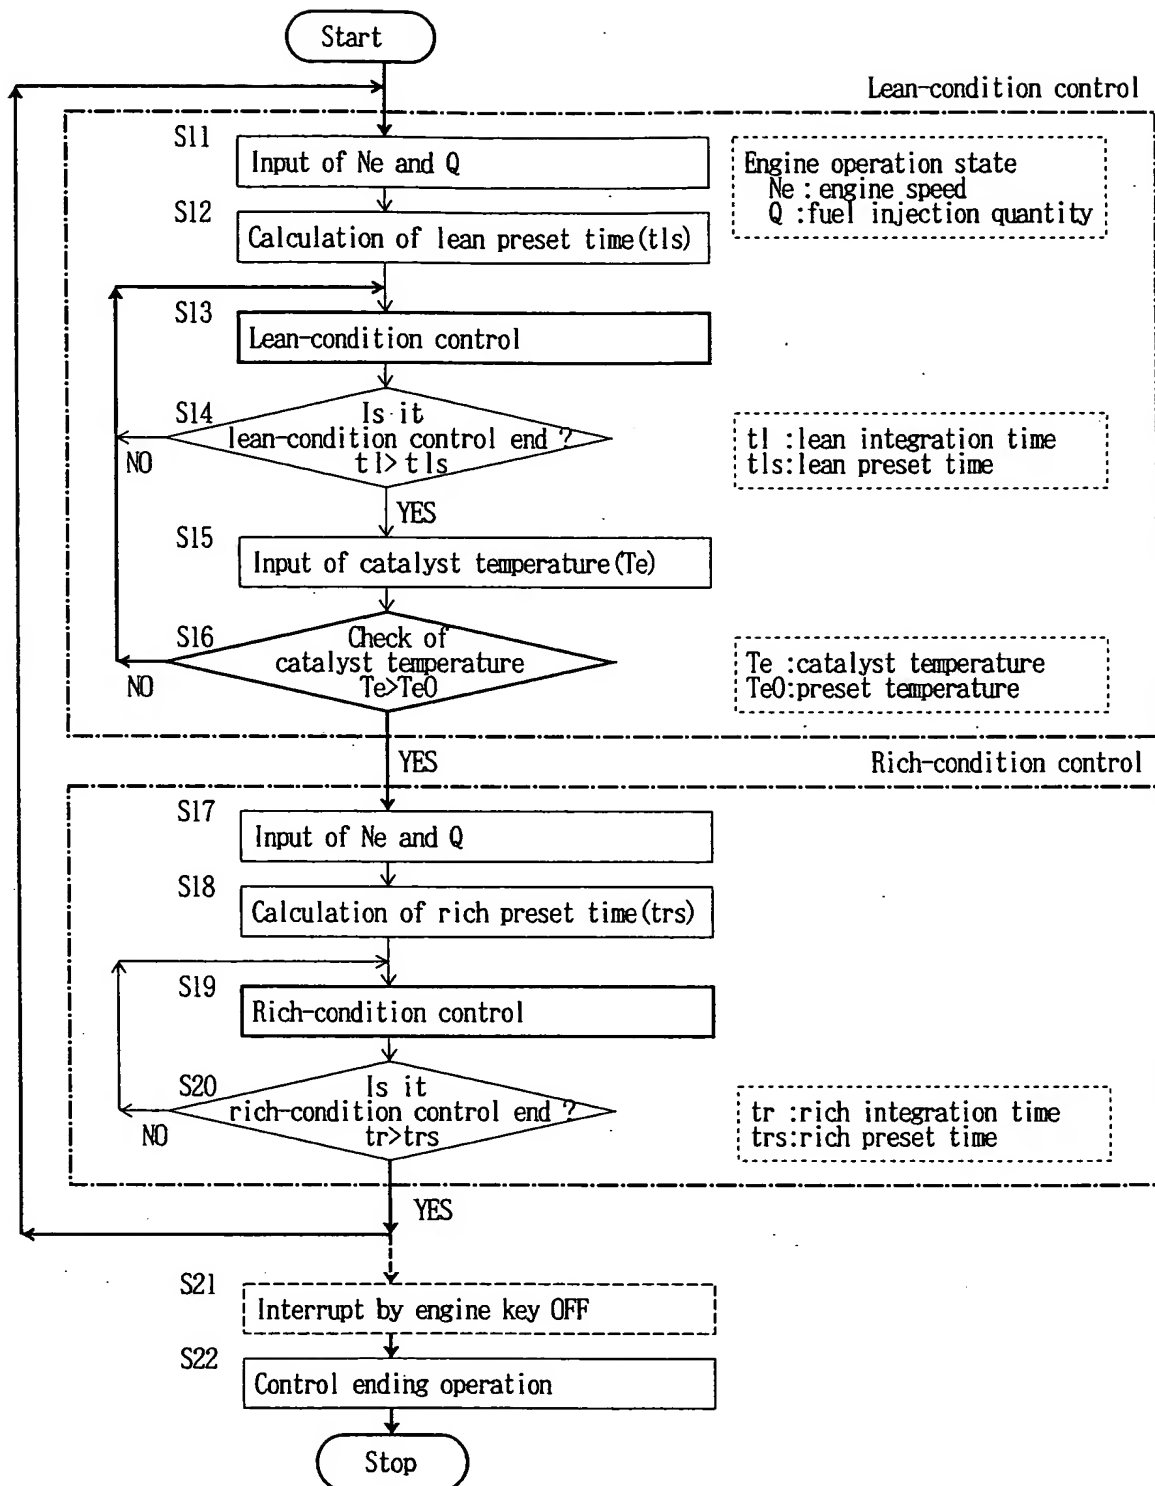 Start
Lean-condition control
S11
Input of Ne and Q
Engine operation state
Ne : engine speed
Q : fuel injection quantity
S12
Calculation of lean preset time(tls)
S13
Lean-condition control
S14
Is it
lean-condition control end ?
tl> tls
NO
YES
tl :lean integration time
tls:lean preset time
S15
Input of catalyst temperature(Te)
S16
Check of
catalyst temperature
Te>Te0
NO
YES
Te :catalyst temperature
Te0:preset temperature
Rich-condition control
S17
Input of Ne and Q
S18
Calculation of rich preset time(trs)
S19
Rich-condition control
S20
Is it
rich-condition control end ?
tr>trs
NO
YES
tr :rich integration time
trs:rich preset time
S21
Interrupt by engine key OFF
S22
Control ending operation
Stop